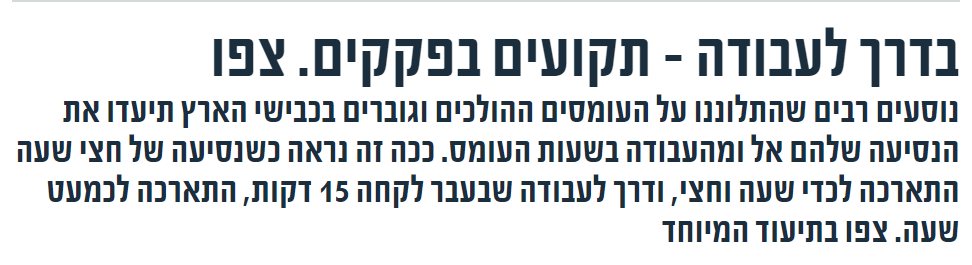 בדרך לעבודה - תקועים בפקקים. צפו
נוסעים רבים שהתלוננו על העומסים ההולכים וגוברים בכבישי הארץ תיעדו את
הנסיעה שלהם אל ומהעבודה בשעות העומס. ככה זה נראה כשנסיעה של חצי שעה
התארכה לכדי שעה וחצי, ודרך לעבודה שבעבר לקחה 15 דקות, התארכה לכמעט
שעה. צפו בתיעוד המיוחד